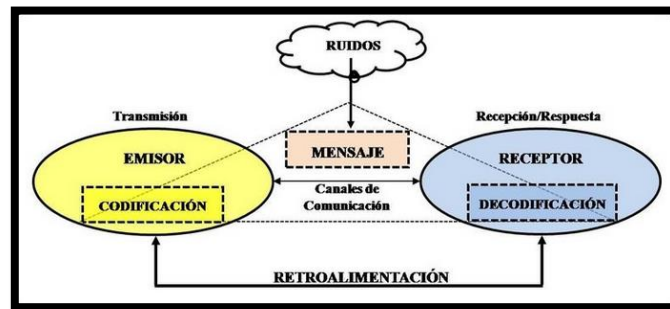 RUIDOS
Transmisión
Recepción/Respuesta
EMISOR
MENSAJE
RECEPTOR
Canales de
Comunicación
CODIFICACIÓN
DECODIFICACIÓN
RETROALIMENTACIÓN